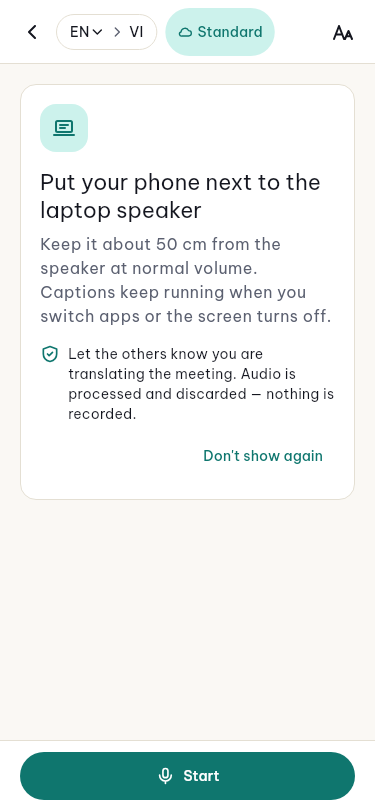 EN VI Standard AA
Put your phone next to the
laptop speaker
Keep it about 50 cm from the
speaker at normal volume.
Captions keep running when you
switch apps or the screen turns off.
Let the others know you are
translating the meeting. Audio is
processed and discarded — nothing is
recorded.
Don't show again
Start